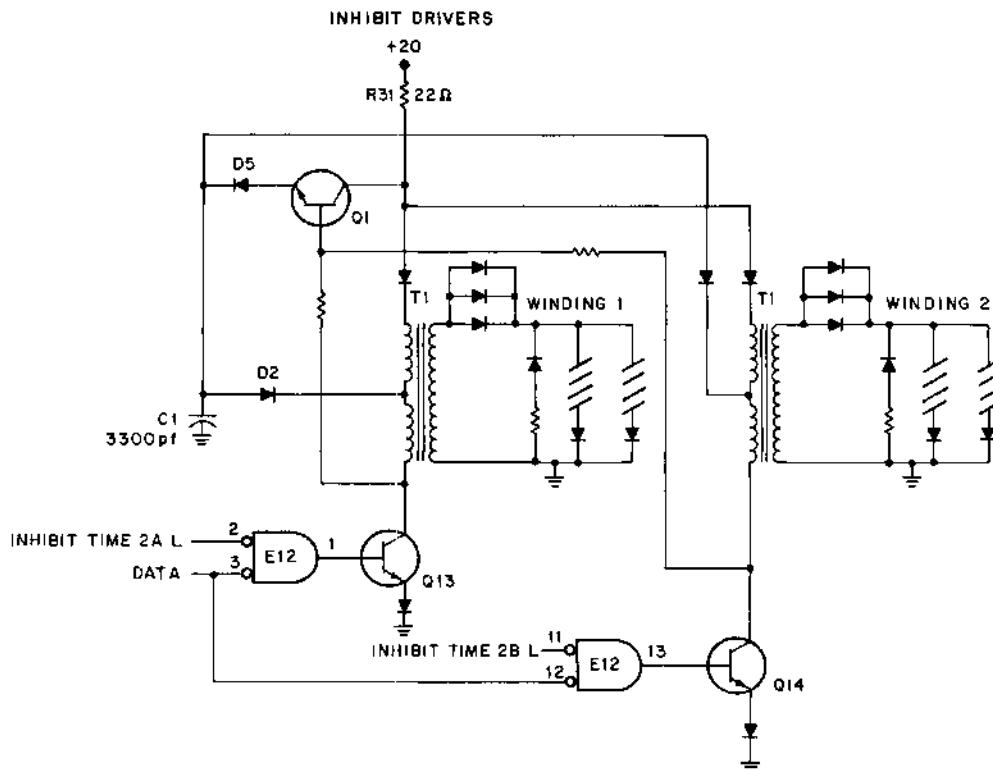 INHIBIT DRIVERS
+20
R31 22Ω
D5
Q1
T1
WINDING 1
T1
WINDING 2
D2
C1
3300pf
INHIBIT TIME 2A L
2
E12
1
DATA
3
Q13
INHIBIT TIME 2B L
11
E12
13
12
Q14